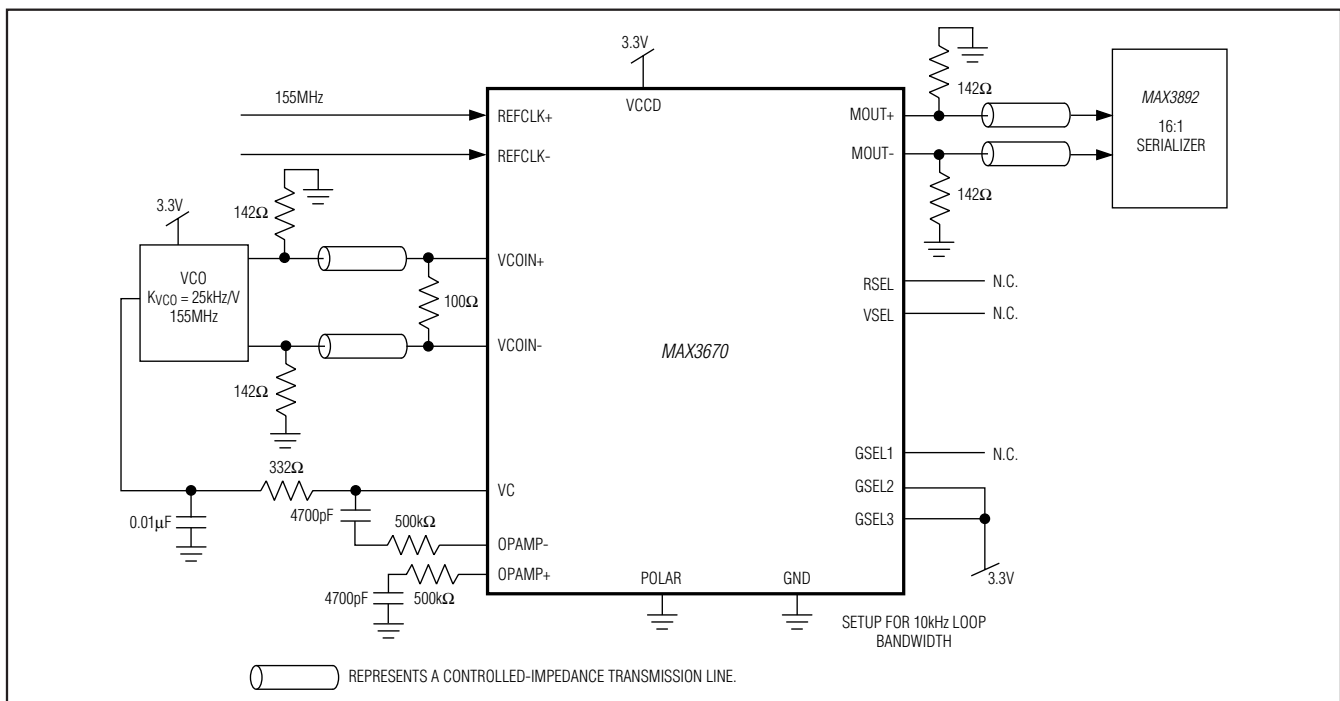 3.3V
VCCD
155MHz
REFCLK+
REFCLK-
142Ω
3.3V
VCO
KVCO = 25kHz/V
155MHz
VCOIN+
100Ω
VCOIN-
142Ω
332Ω
VC
0.01µF
4700pF
500kΩ
OPAMP-
OPAMP+
4700pF
500kΩ
MAX3670
POLAR
GND
MOUT+
142Ω
MOUT-
142Ω
MAX3892
16:1
SERIALIZER
RSEL
N.C.
VSEL
N.C.
GSEL1
N.C.
GSEL2
GSEL3
3.3V
SETUP FOR 10kHz LOOP
BANDWIDTH
REPRESENTS A CONTROLLED-IMPEDANCE TRANSMISSION LINE.